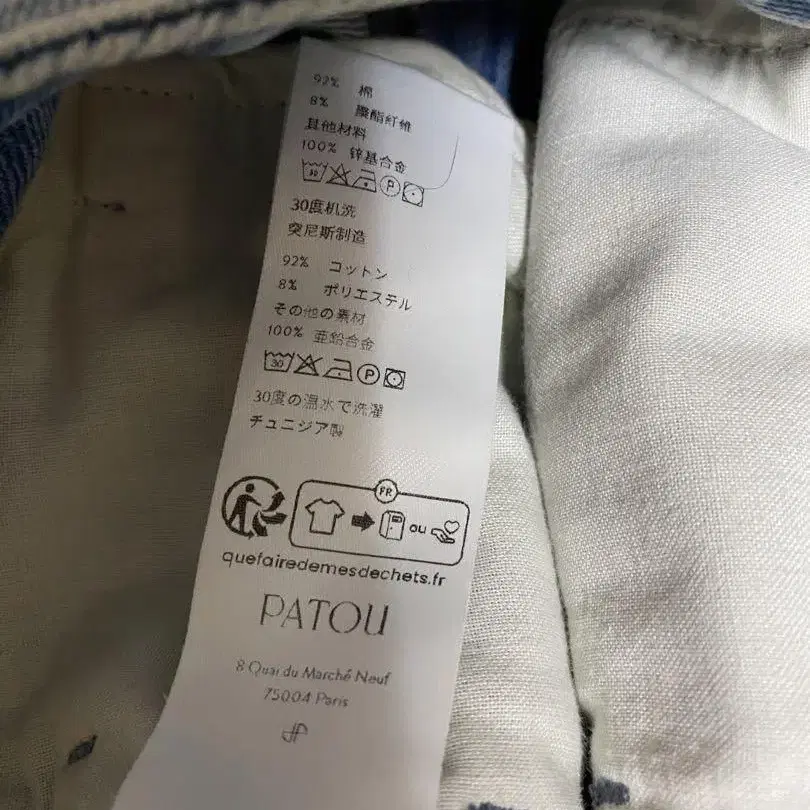 92% 棉
8% 聚酯纤维
其他材料
100% 锌基合金
30 P
30度机洗
突尼斯制造
92% コットン
8% ポリエステル
その他の素材
100% 亜鉛合金
30 P
30度の温水で洗濯
チュニジア製
FR
ou
quefairedemesdechets.fr
PATOU
8 Quai du Marché Neuf
75004 Paris
JP